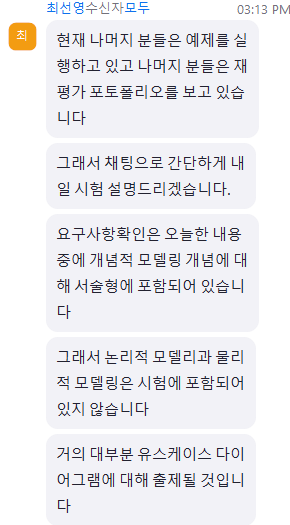 최선영수신자모두 03:13 PM
최
현재 나머지 분들은 예제를 실
행하고 있고 나머지 분들은 재
평가 포토폴리오를 보고 있습
니다
그래서 채팅으로 간단하게 내
일 시험 설명드리겠습니다.
요구사항확인은 오늘한 내용
중에 개념적 모델링 개념에 대
해 서술형에 포함되어 있습니
다
그래서 논리적 모델리과 물리
적 모델링은 시험에 포함되어
있지 않습니다
거의 대부분 유스케이스 다이
어그램에 대해 출제될 것입니
다